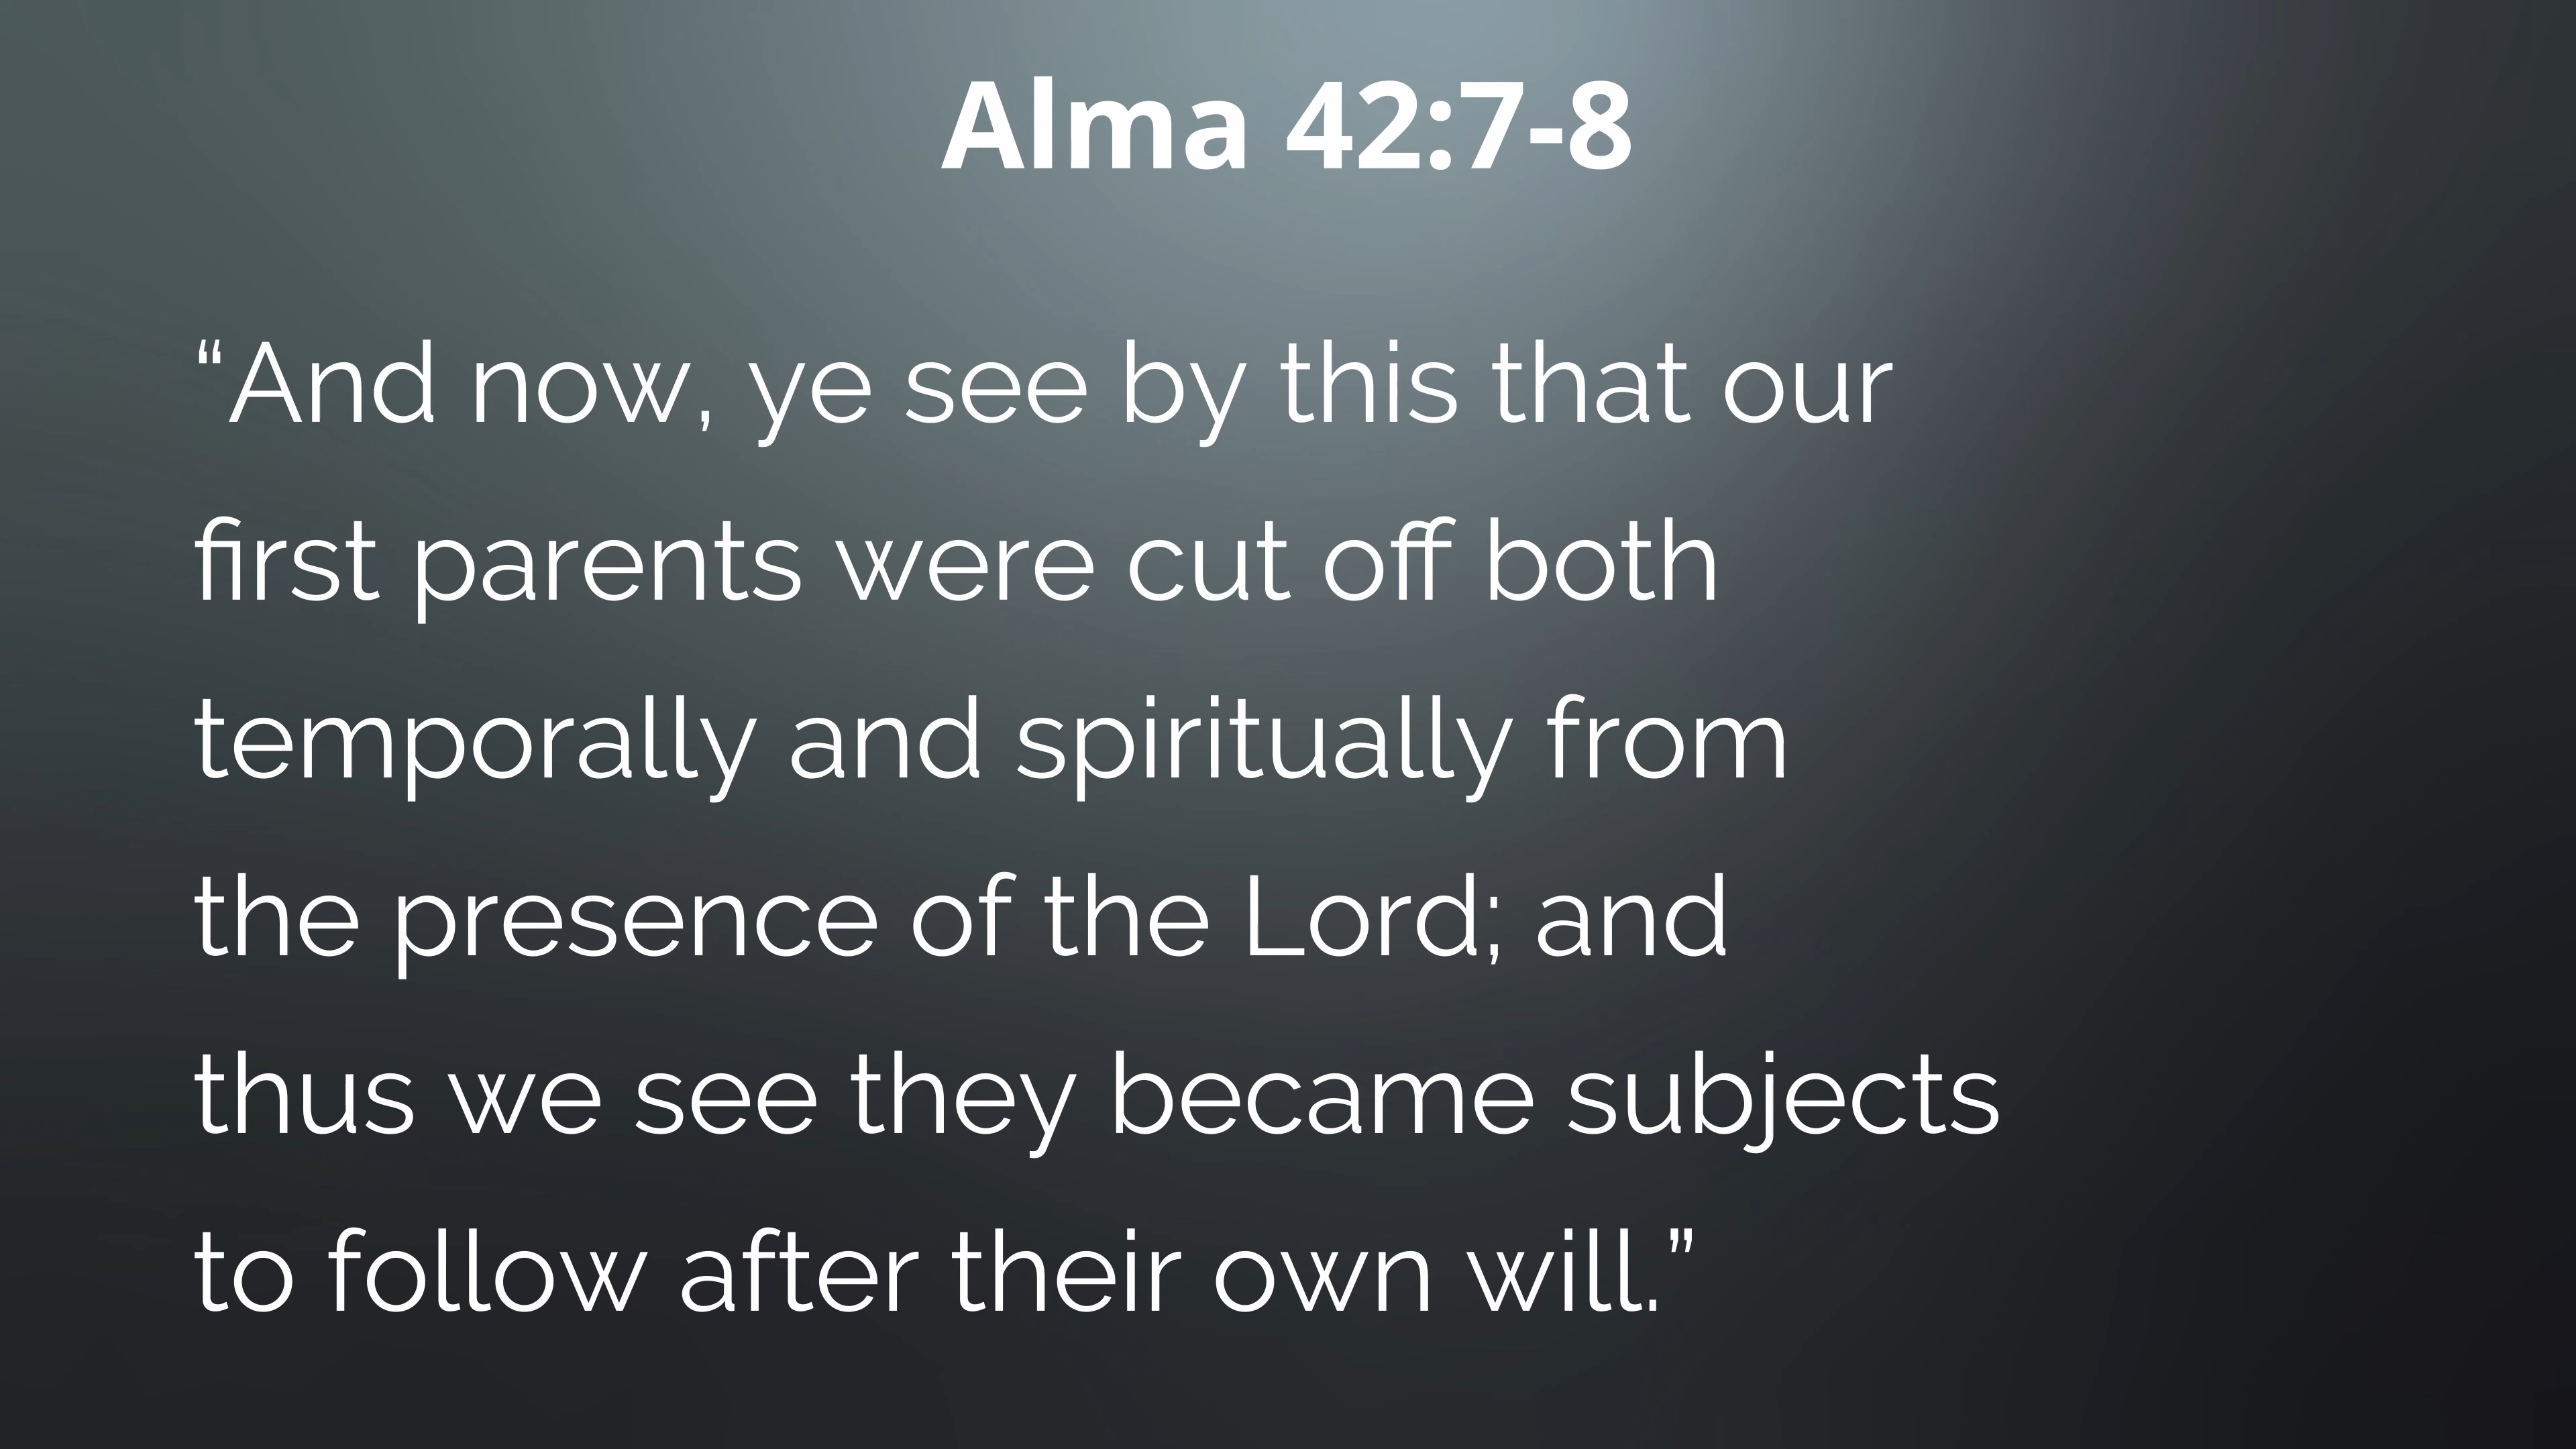 Alma 42:7-8
“And now, ye see by this that our
first parents were cut off both
temporally and spiritually from
the presence of the Lord; and
thus we see they became subjects
to follow after their own will.”